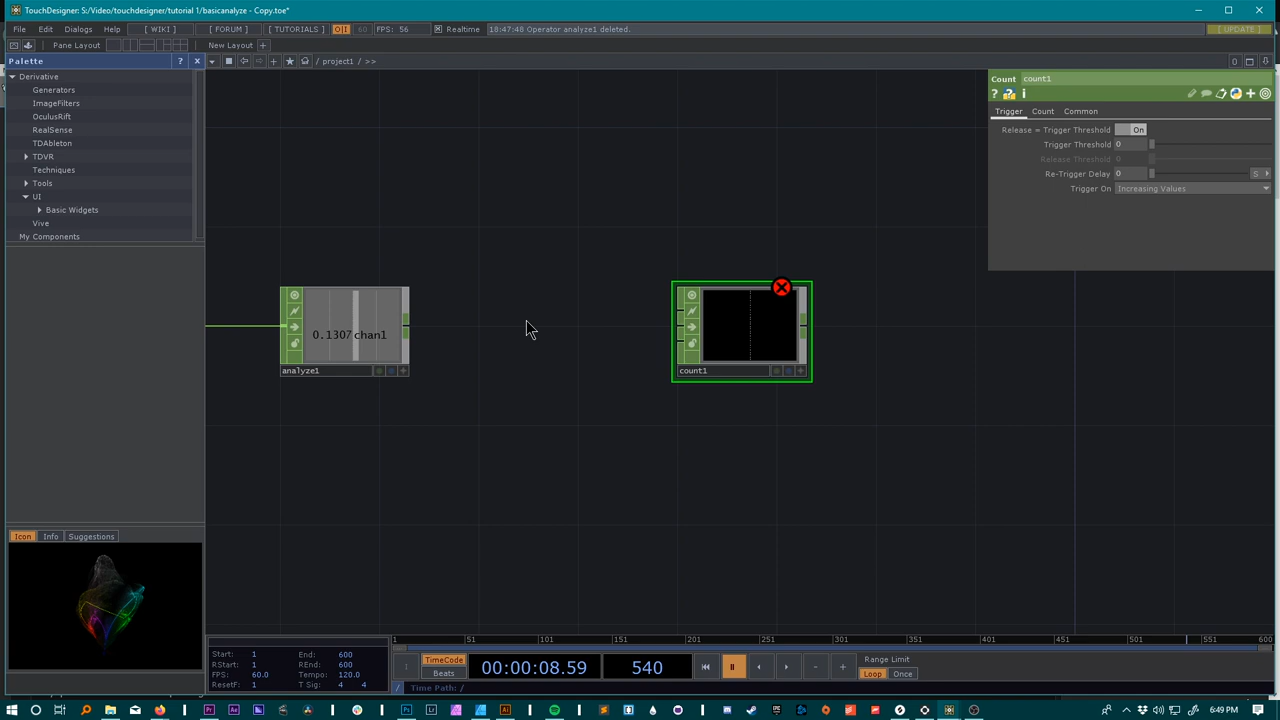 TouchDesigner: S:/Video/touchdesigner/tutorial 1/basicanalyze - Copy.toe*
File Edit Dialogs Help [ WIKI ] [ FORUM ] [ TUTORIALS ] O|I 60 FPS: 56 Realtime 18:47:48 Operator analyze1 deleted. [ UPDATE ]
Pane Layout New Layout +
Palette ? x / project1 / >> 0
Derivative
Generators
ImageFilters
OculusRift
RealSense
TDAbleton
TDVR
Techniques
Tools
UI
Basic Widgets
Vive
My Components
Count count1
? i
Trigger Count Common
Release = Trigger Threshold On
Trigger Threshold 0
Release Threshold 0
Re-Trigger Delay 0 S
Trigger On Increasing Values
0.1307 chan1
analyze1
count1
Icon Info Suggestions
1 51 101 151 201 251 301 351 401 451 501 551 600
Start: 1 End: 600
RStart: 1 REnd: 600
FPS: 60.0 Tempo: 120.0
ResetF: 1 T Sig: 4 4
TimeCode
Beats
00:00:08.59 540
Range Limit
Loop Once
/ Time Path: /
6:49 PM